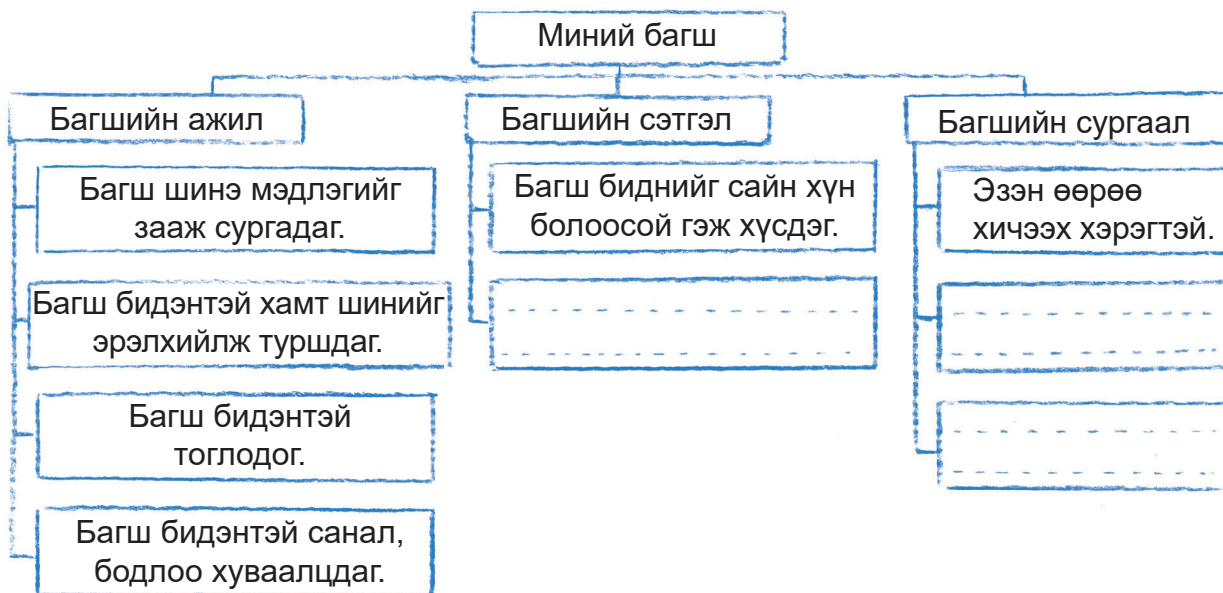 Миний багш
Багшийн ажил
Багш шинэ мэдлэгийг
зааж сургадаг.
Багш бидэнтэй хамт шинийг
эрэлхийлж туршдаг.
Багш бидэнтэй
тоглодог.
Багш бидэнтэй санал,
бодлоо хуваалцдаг.
Багшийн сэтгэл
Багш биднийг сайн хүн
болоосой гэж хүсдэг.
Багшийн сургаал
Эзэн өөрөө
хичээх хэрэгтэй.